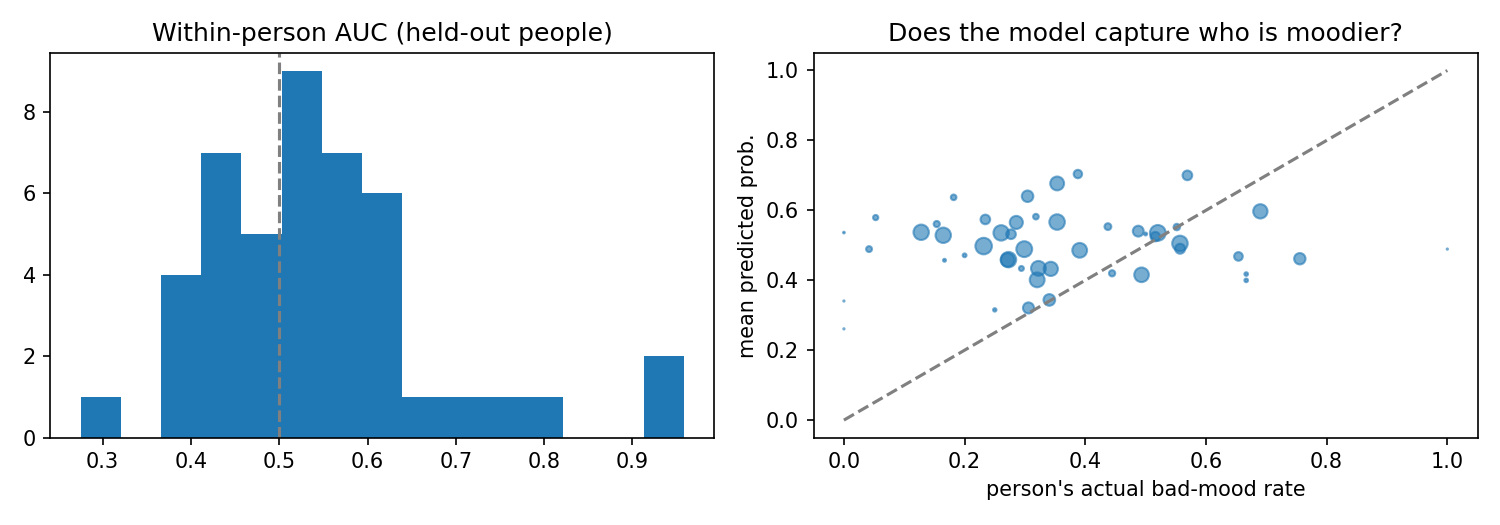 Within-person AUC (held-out people)
8
6
4
2
0
0.3 0.4 0.5 0.6 0.7 0.8 0.9
Does the model capture who is moodier?
mean predicted prob.
1.0
0.8
0.6
0.4
0.2
0.0
0.0 0.2 0.4 0.6 0.8 1.0
person's actual bad-mood rate